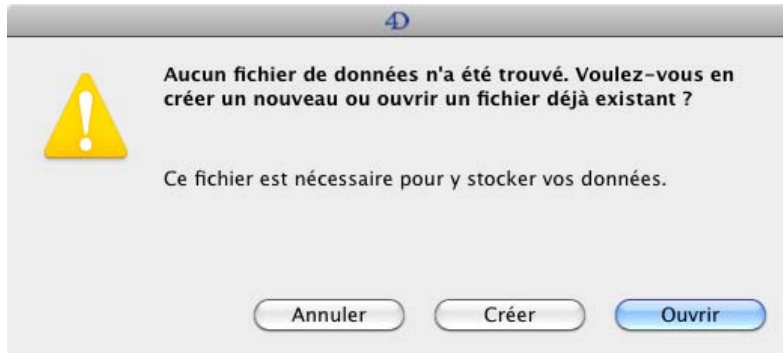 4D
Aucun fichier de données n'a été trouvé. Voulez-vous en
créer un nouveau ou ouvrir un fichier déjà existant ?
Ce fichier est nécessaire pour y stocker vos données.
Annuler
Créer
Ouvrir